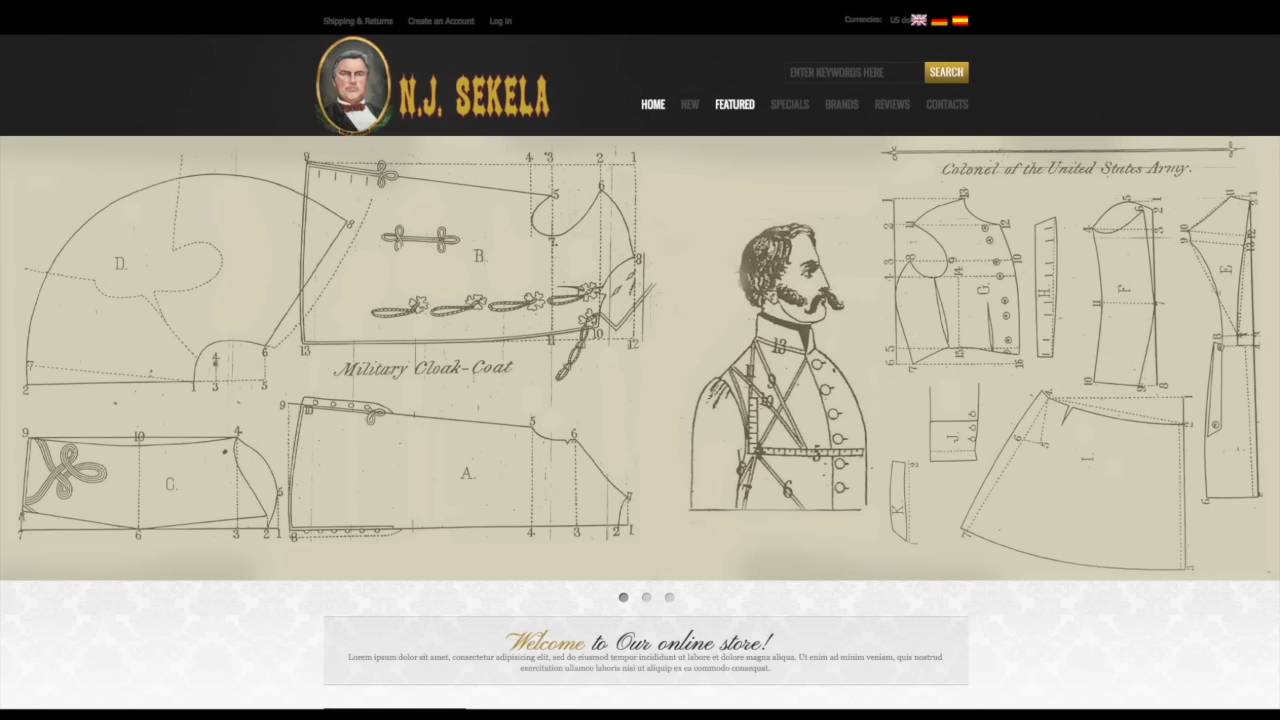 Shipping & Returns Create an Account Log In
Currencies: US do
N.J. SEKELA
ENTER KEYWORDS HERE SEARCH
HOME NEW FEATURED SPECIALS BRANDS REVIEWS CONTACTS
Colonel of the United States Army.
D.
B.
G.
H
F
E
Military Cloak-Coat
C.
A.
J.
I.
K
Welcome to Our online store!
Lorem ipsum dolor sit amet, consectetur adipisicing elit, sed do eiusmod tempor incididunt ut labore et dolore magna aliqua. Ut enim ad minim veniam, quis nostrud
exercitation ullamco laboris nisi ut aliquip ex ea commodo consequat.